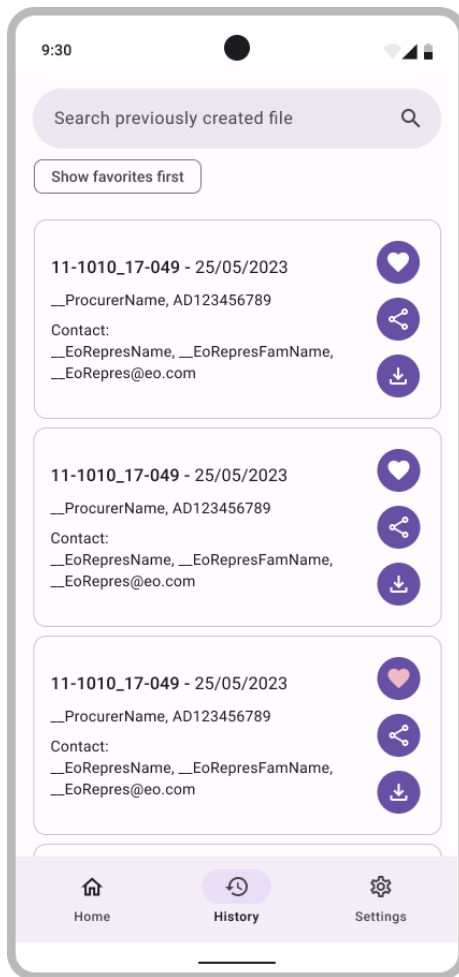 9:30
Search previously created file
Show favorites first
11-1010_17-049 - 25/05/2023
__ProcurerName, AD123456789
Contact:
__EoRepresName, __EoRepresFamName,
__EoRepres@eo.com
11-1010_17-049 - 25/05/2023
__ProcurerName, AD123456789
Contact:
__EoRepresName, __EoRepresFamName,
__EoRepres@eo.com
11-1010_17-049 - 25/05/2023
__ProcurerName, AD123456789
Contact:
__EoRepresName, __EoRepresFamName,
__EoRepres@eo.com
Home History Settings